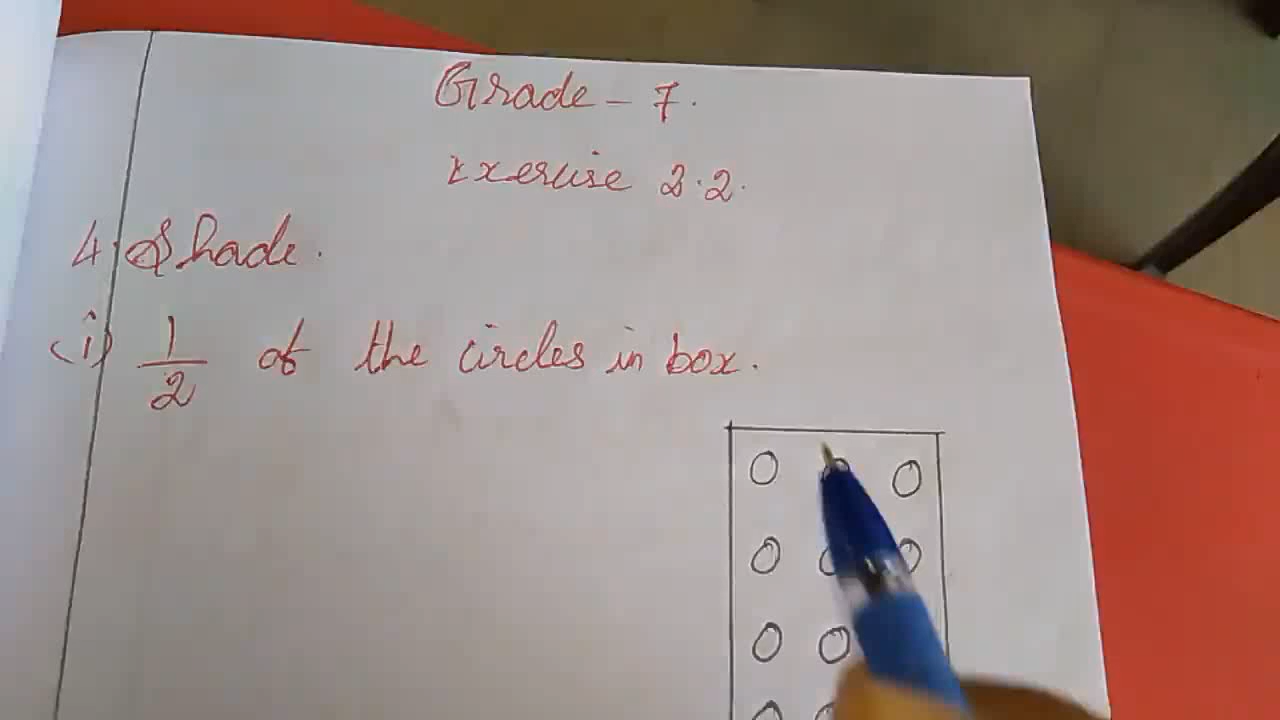 Grade - 7.
Exercise 2.2.
4. Shade.
(i) 1/2 of the circles in box.